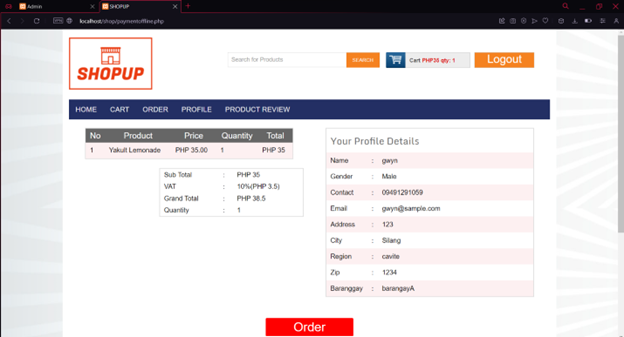 Admin
SHOPUP
localhost/shop/paymentoffline.php
SHOPUP
Search for Products
SEARCH
Cart PHP35 qty: 1
Logout
HOME CART ORDER PROFILE PRODUCT REVIEW
No Product Price Quantity Total
1 Yakult Lemonade PHP 35.00 1 PHP 35
Sub Total : PHP 35
VAT : 10%(PHP 3.5)
Grand Total : PHP 38.5
Quantity : 1
Your Profile Details
Name : gwyn
Gender : Male
Contact : 09491291059
Email : gwyn@sample.com
Address : 123
City : Silang
Region : cavite
Zip : 1234
Baranggay : barangayA
Order